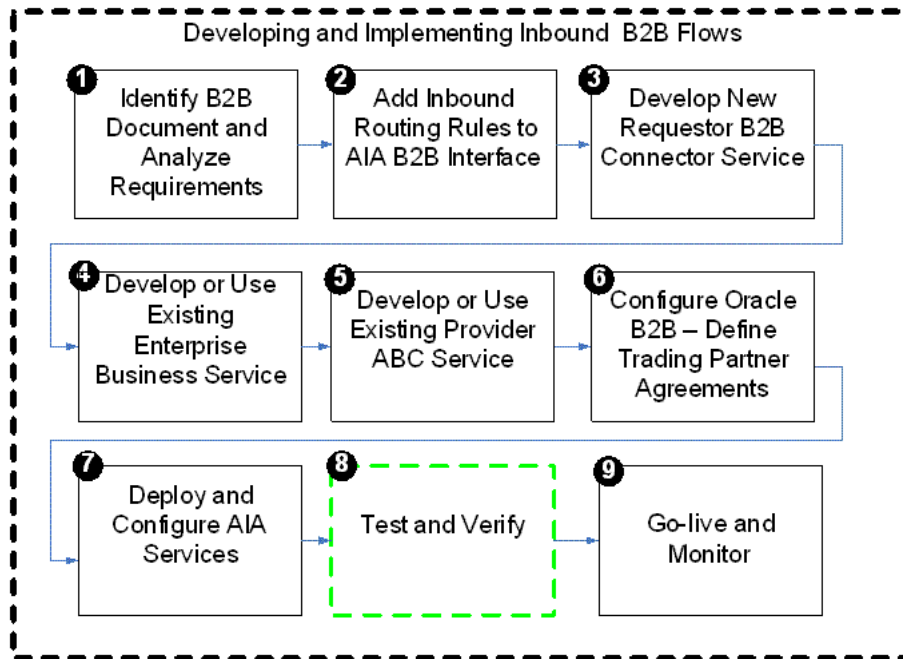 Developing and Implementing Inbound B2B Flows
1
Identify B2B
Document and
Analyze
Requirements
2
Add Inbound
Routing Rules to
AIA B2B Interface
3
Develop New
Requestor B2B
Connector Service
4
Develop or Use
Existing
Enterprise
Business Service
5
Develop or Use
Existing Provider
ABC Service
6
Configure Oracle
B2B – Define
Trading Partner
Agreements
7
Deploy and
Configure AIA
Services
8
Test and Verify
9
Go-live and
Monitor